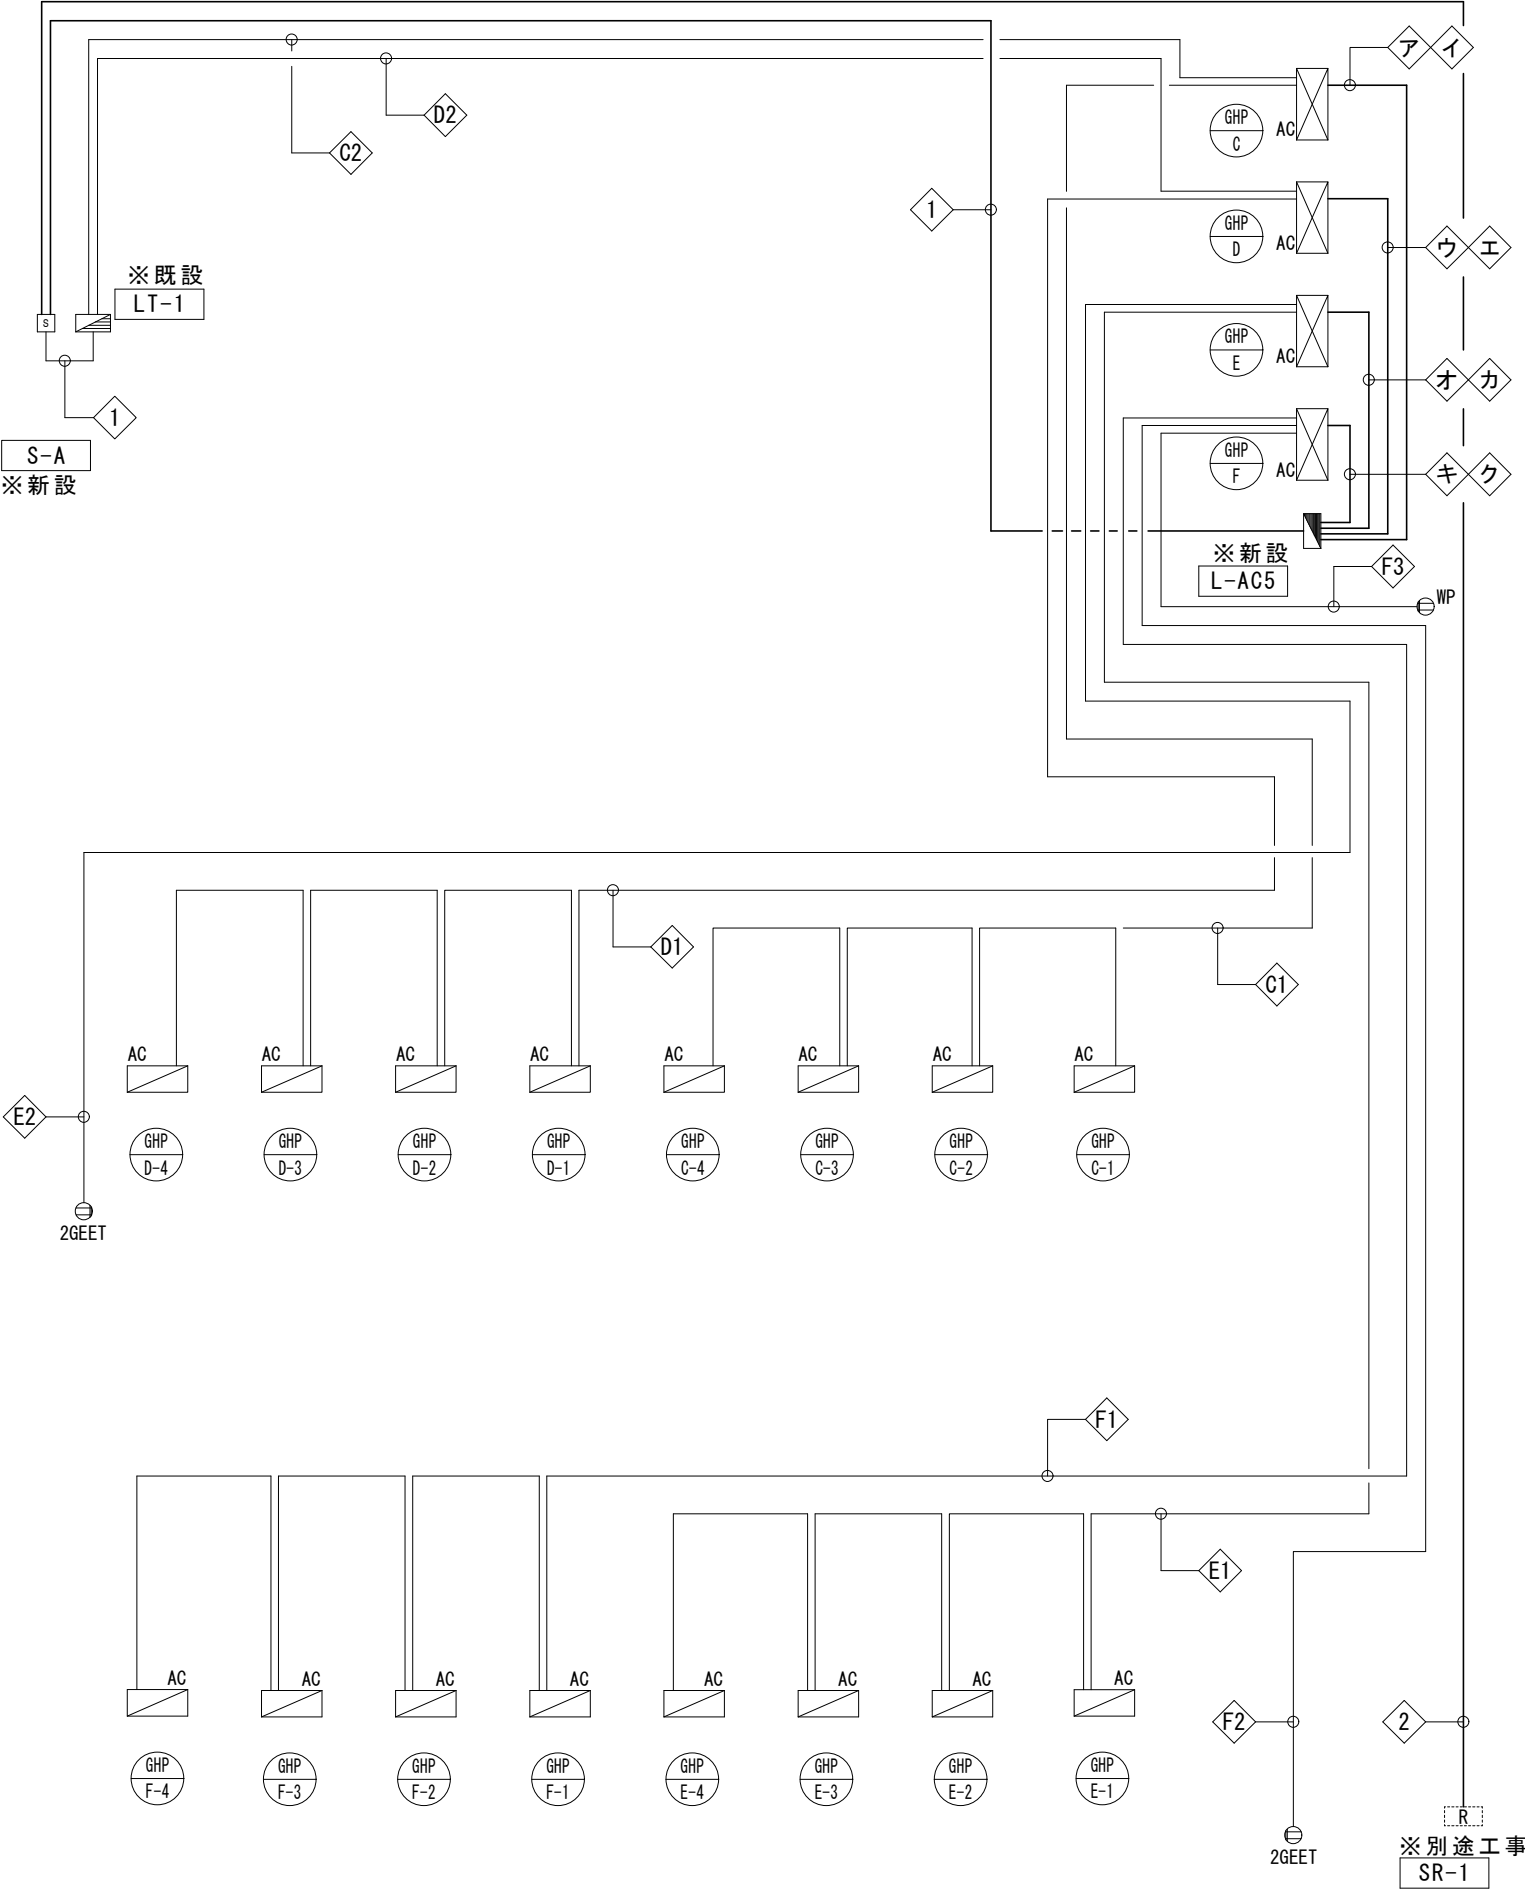 ア
イ
D2
GHP
C
AC
C2
1
GHP
D
AC
ウ
エ
※既設
LT-1
S
GHP
E
AC
オ
カ
1
S-A
※新設
GHP
F
AC
キ
ク
※新設
L-AC5
F3
WP
D1
C1
AC
AC
AC
AC
AC
AC
AC
AC
E2
GHP
D-4
GHP
D-3
GHP
D-2
GHP
D-1
GHP
C-4
GHP
C-3
GHP
C-2
GHP
C-1
2GEET
F1
E1
AC
AC
AC
AC
AC
AC
AC
AC
F2
2
GHP
F-4
GHP
F-3
GHP
F-2
GHP
F-1
GHP
E-4
GHP
E-3
GHP
E-2
GHP
E-1
R
2GEET
※別途工事
SR-1